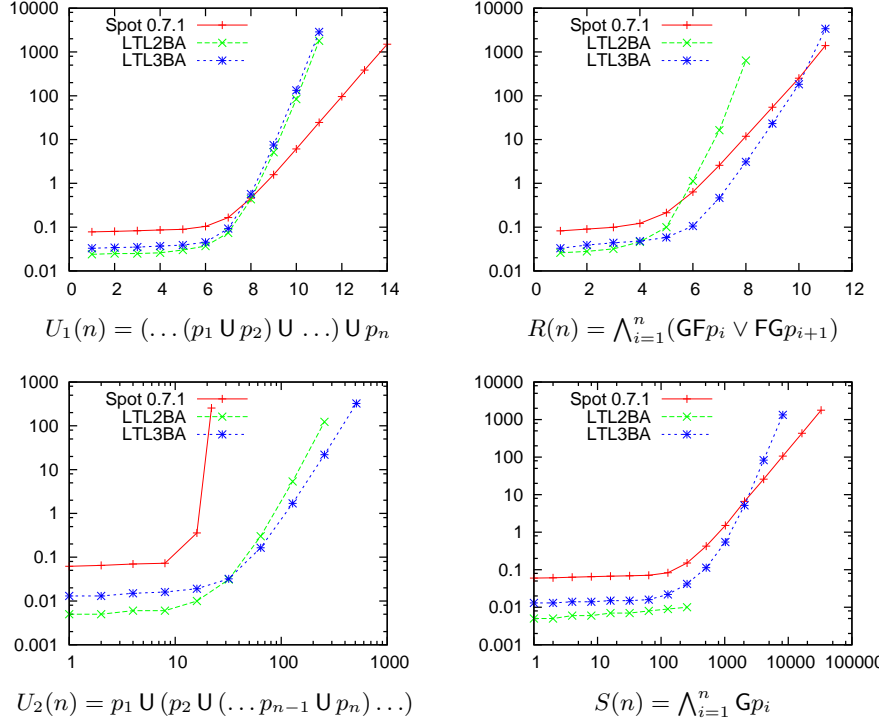 1000
100
10
1
0.1
0.01
Spot 0.7.1
LTL2BA
LTL3BA
0 2 4 6 8 10 12 14
U₁(n) = (… (p₁ U p₂) U …) U pₙ
1000
100
10
1
0.1
0.01
Spot 0.7.1
LTL2BA
LTL3BA
0 2 4 6 8 10 12
R(n) = ⋀ⁿᵢ₌₁(GFpᵢ ∨ FGpᵢ₊₁)
1000
100
10
1
0.1
0.01
0.001
Spot 0.7.1
LTL2BA
LTL3BA
1 10 100 1000
U₂(n) = p₁ U (p₂ U (… pₙ₋₁ U pₙ) …)
10000
1000
100
10
1
0.1
0.01
0.001
Spot 0.7.1
LTL2BA
LTL3BA
1 10 100 1000 10000 100000
S(n) = ⋀ⁿᵢ₌₁ Gpᵢ